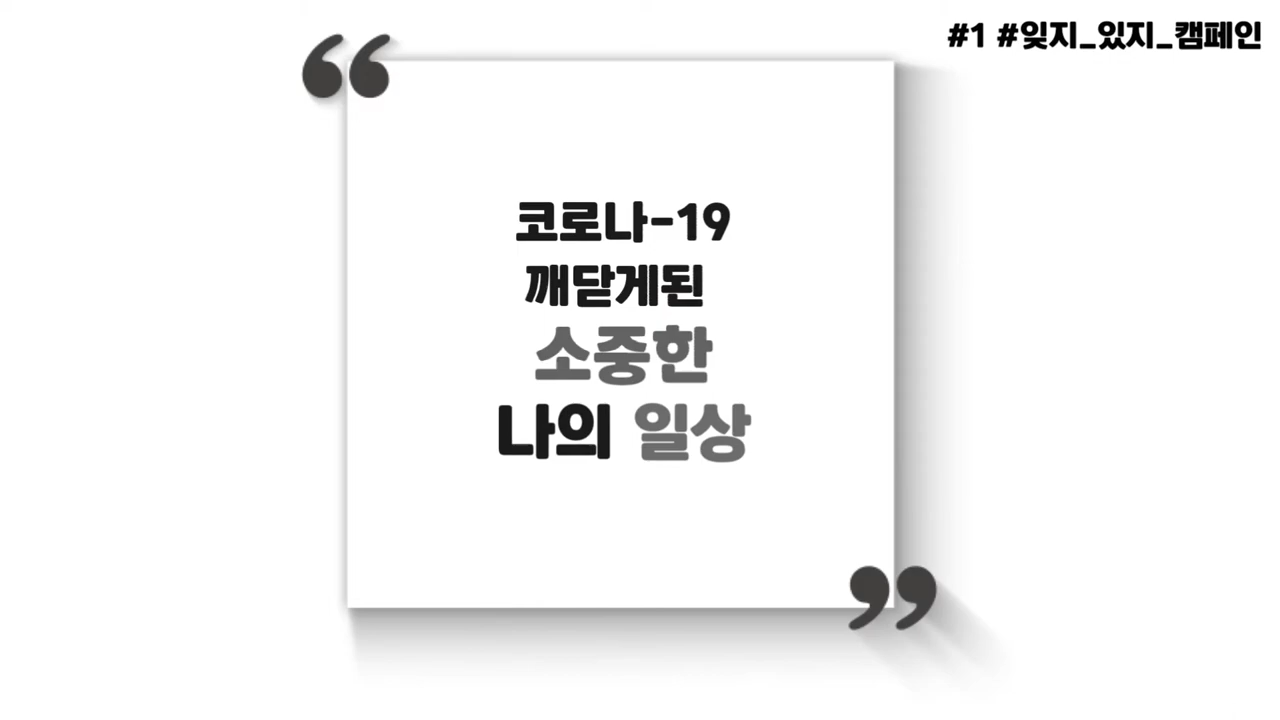 #1 #잊지_있지_캠페인
코로나-19
깨닫게된
소중한
나의 일상